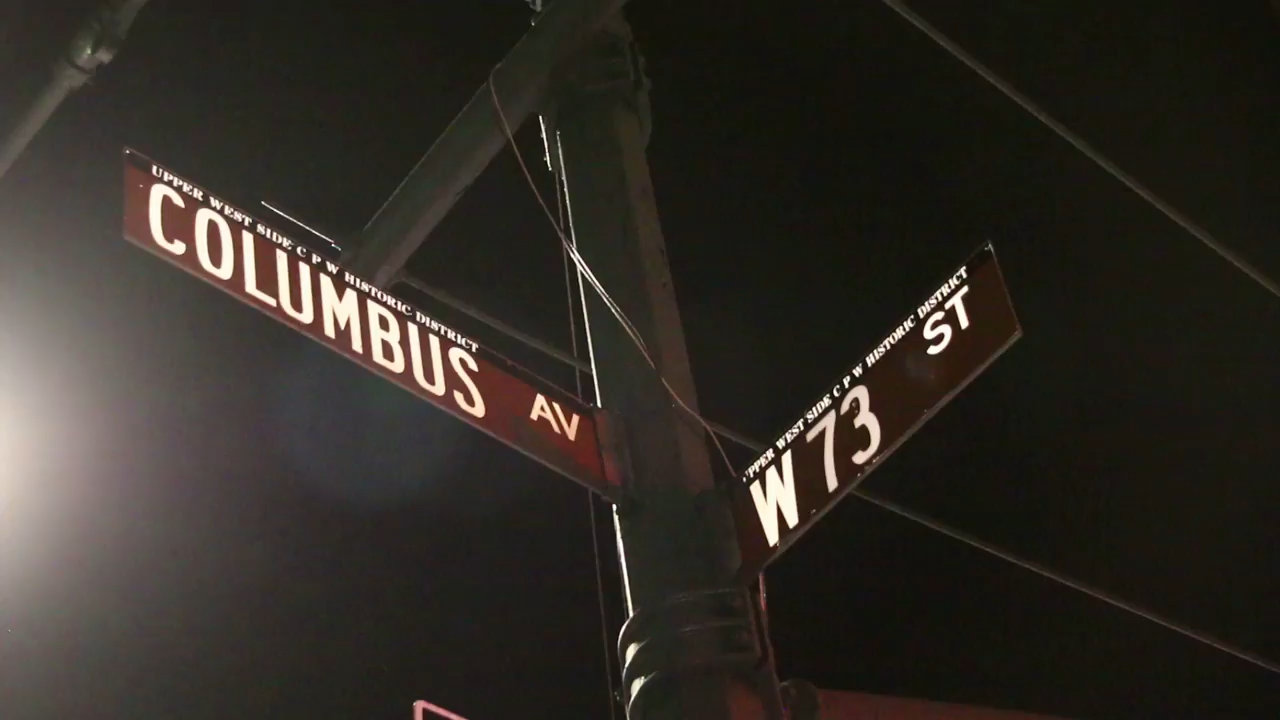 UPPER WEST SIDE C P W HISTORIC DISTRICT
COLUMBUS AV
UPPER WEST SIDE C P W HISTORIC DISTRICT
W 73 ST